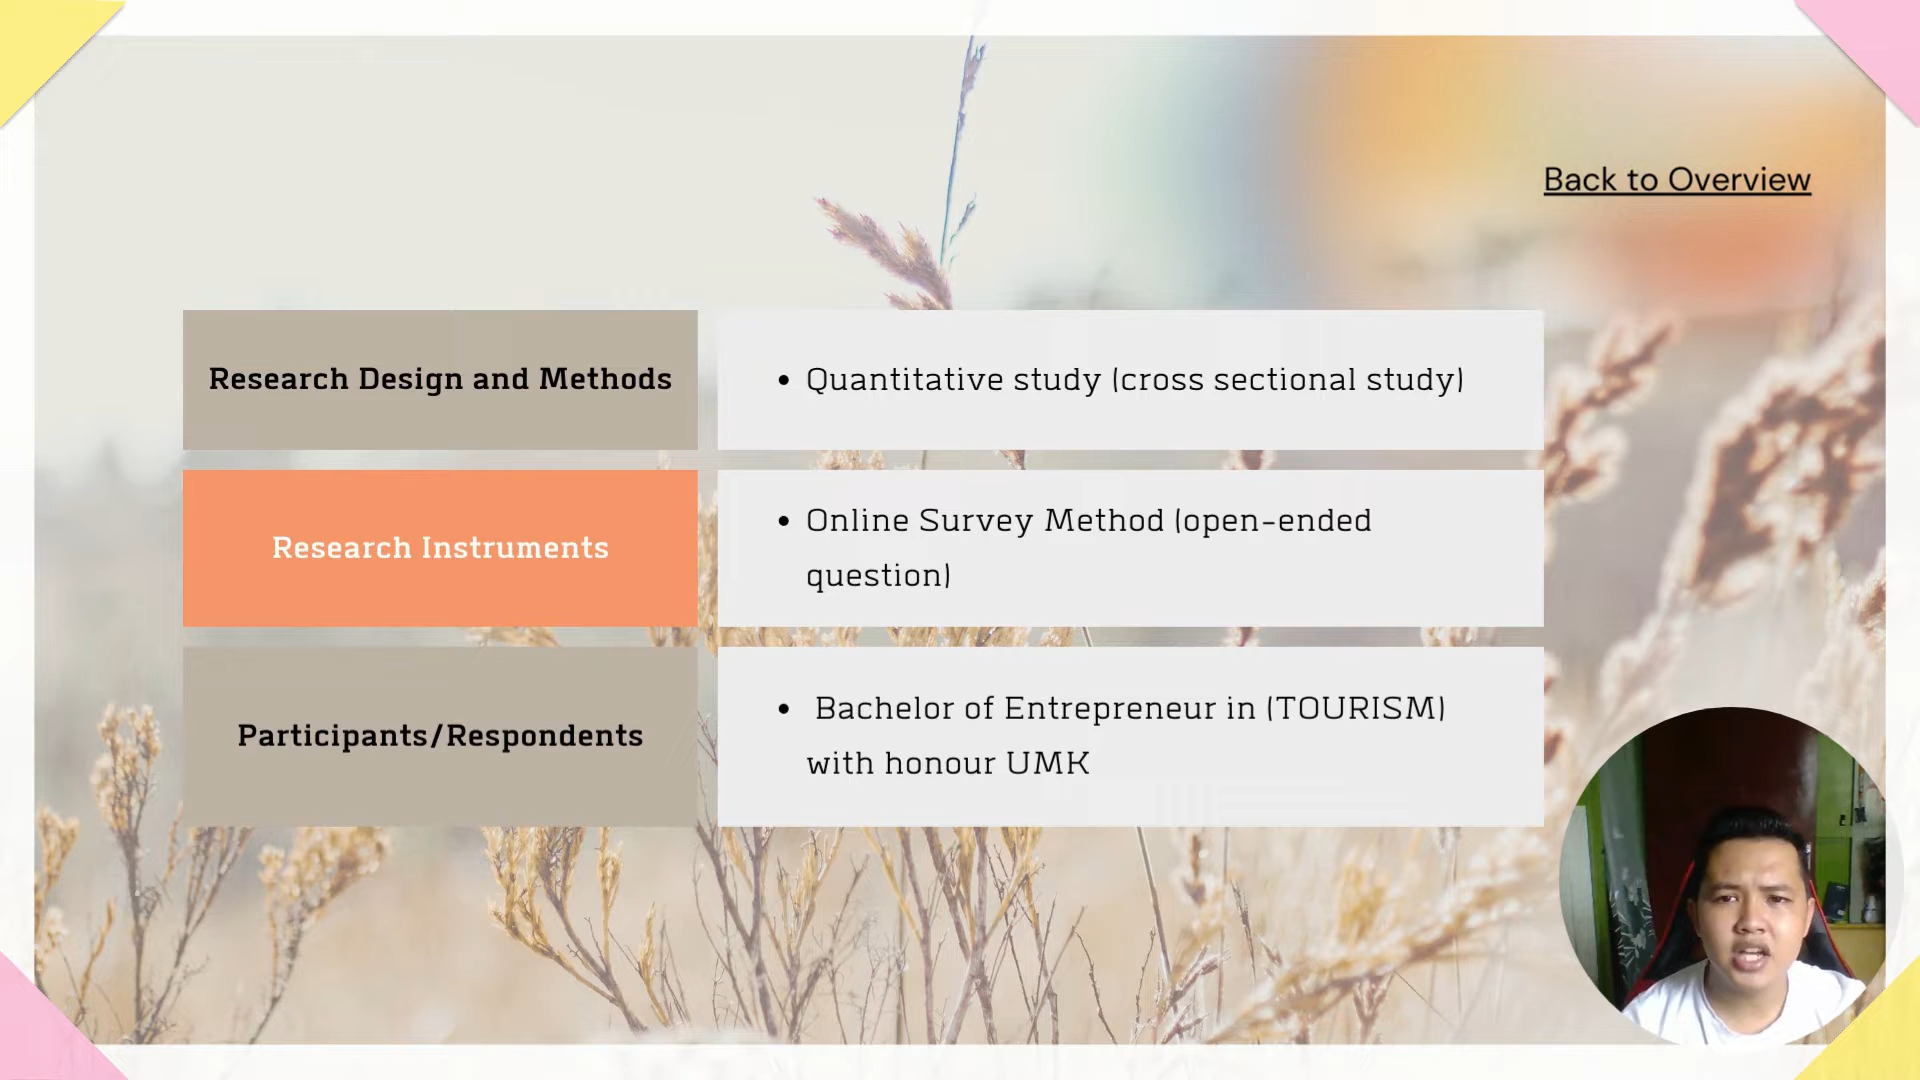 Back to Overview
Research Design and Methods
• Quantitative study (cross sectional study)
Research Instruments
• Online Survey Method (open-ended
question)
Participants/Respondents
• Bachelor of Entrepreneur in (TOURISM)
with honour UMK